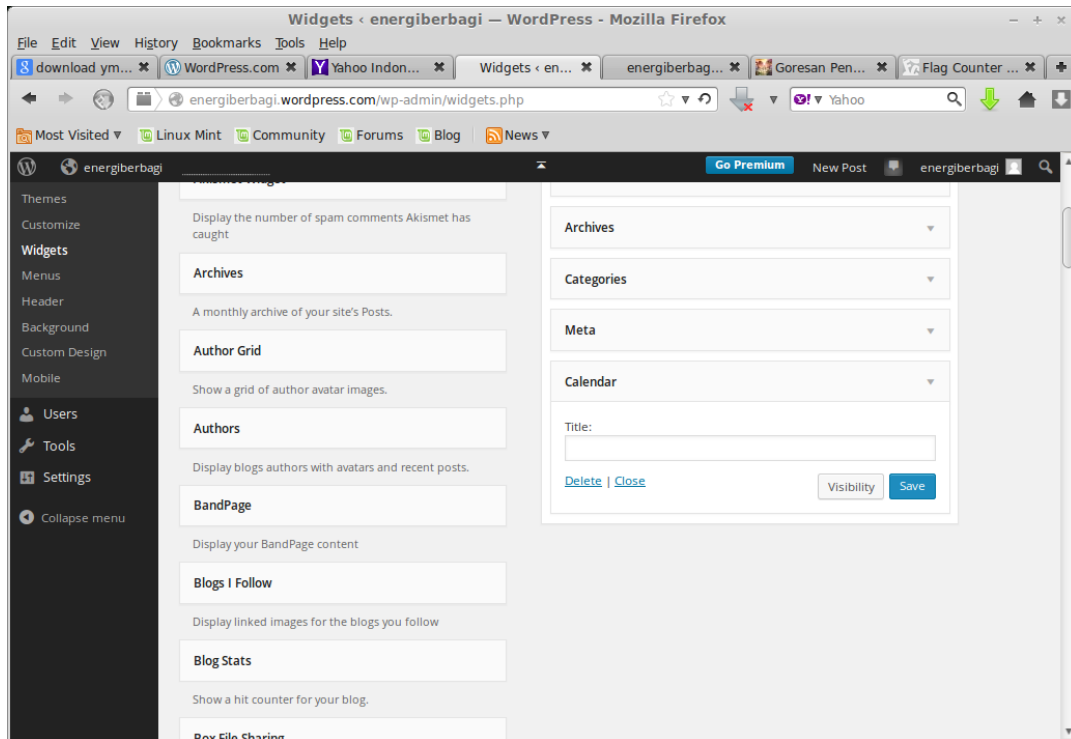 Widgets ‹ energiberbagi — WordPress - Mozilla Firefox
File Edit View History Bookmarks Tools Help
download ym... WordPress.com Yahoo Indon... Widgets ‹ en... energiberbag... Goresan Pen... Flag Counter ...
energiberbagi.wordpress.com/wp-admin/widgets.php Yahoo
Most Visited Linux Mint Community Forums Blog News
energiberbagi Go Premium New Post energiberbagi
Themes
Customize
Widgets
Menus
Header
Background
Custom Design
Mobile
Users
Tools
Settings
Collapse menu
Akismet Widget
Display the number of spam comments Akismet has
caught
Archives
A monthly archive of your site's Posts.
Author Grid
Show a grid of author avatar images.
Authors
Display blogs authors with avatars and recent posts.
BandPage
Display your BandPage content
Blogs I Follow
Display linked images for the blogs you follow
Blog Stats
Show a hit counter for your blog.
Box File Sharing
Archives
Categories
Meta
Calendar
Title:
Delete | Close
Visibility Save